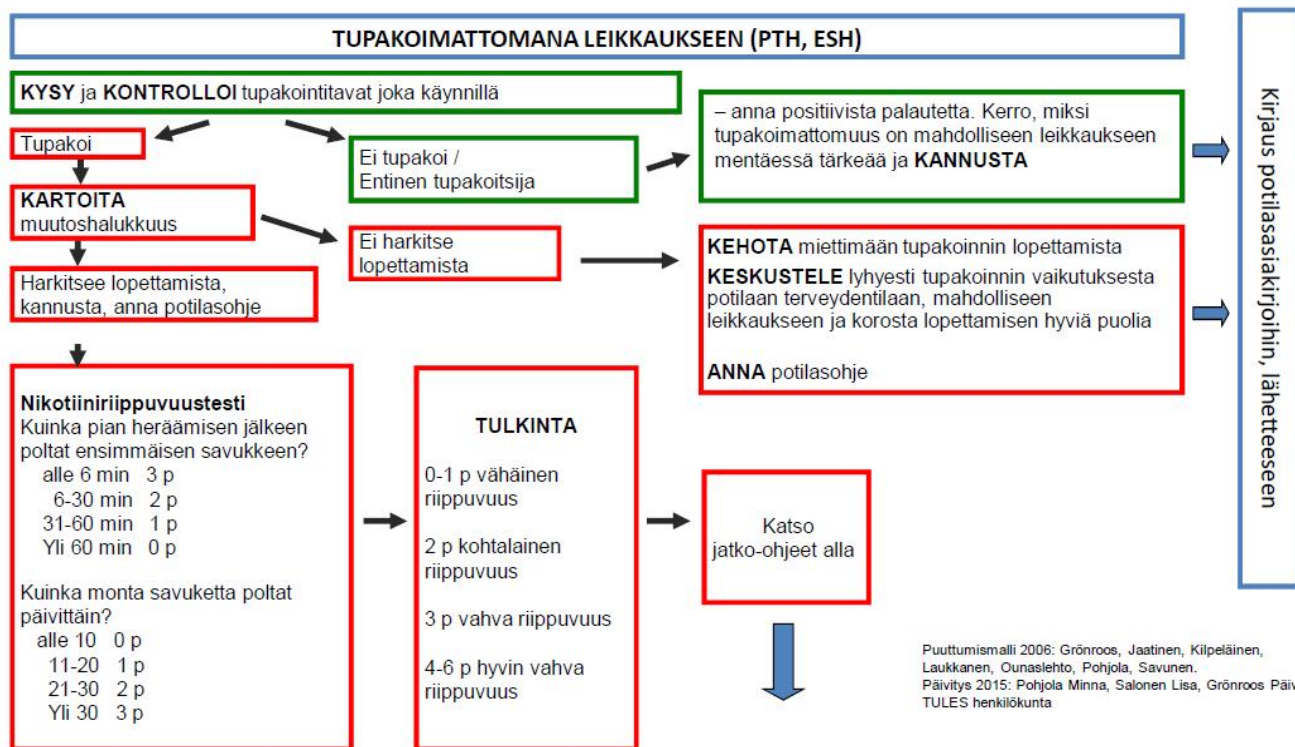 TUPAKOIMATTOMANA LEIKKAUKSEEN (PTH, ESH)
KYSY ja KONTROLLOI tupakointitavat joka käynnillä
Tupakoi
Ei tupakoi /
Entinen tupakoitsija
– anna positiivista palautetta. Kerro, miksi
tupakoimattomuus on mahdolliseen leikkaukseen
mentäessä tärkeää ja KANNUSTA
KARTOITA
muutoshalukkuus
Ei harkitse
lopettamista
KEHOTA miettimään tupakoinnin lopettamista
KESKUSTELE lyhyesti tupakoinnin vaikutuksesta
potilaan terveydentilaan, mahdolliseen
leikkaukseen ja korosta lopettamisen hyviä puolia
ANNA potilasohje
Harkitsee lopettamista,
kannusta, anna potilasohje
Nikotiiniriippuvuustesti
Kuinka pian heräämisen jälkeen
poltat ensimmäisen savukkeen?
alle 6 min 3 p
6-30 min 2 p
31-60 min 1 p
Yli 60 min 0 p
Kuinka monta savuketta poltat
päivittäin?
alle 10 0 p
11-20 1 p
21-30 2 p
Yli 30 3 p
TULKINTA
0-1 p vähäinen
riippuvuus
2 p kohtalainen
riippuvuus
3 p vahva riippuvuus
4-6 p hyvin vahva
riippuvuus
Katso
jatko-ohjeet alla
Kirjaus potilasasiakirjoihin, lähetteeseen
Puuttumismalli 2006: Grönroos, Jaatinen, Kilpeläinen,
Laukkanen, Ounaslehto, Pohjola, Savunen.
Päivitys 2015: Pohjola Minna, Salonen Lisa, Grönroos Päiv
TULES henkilökunta